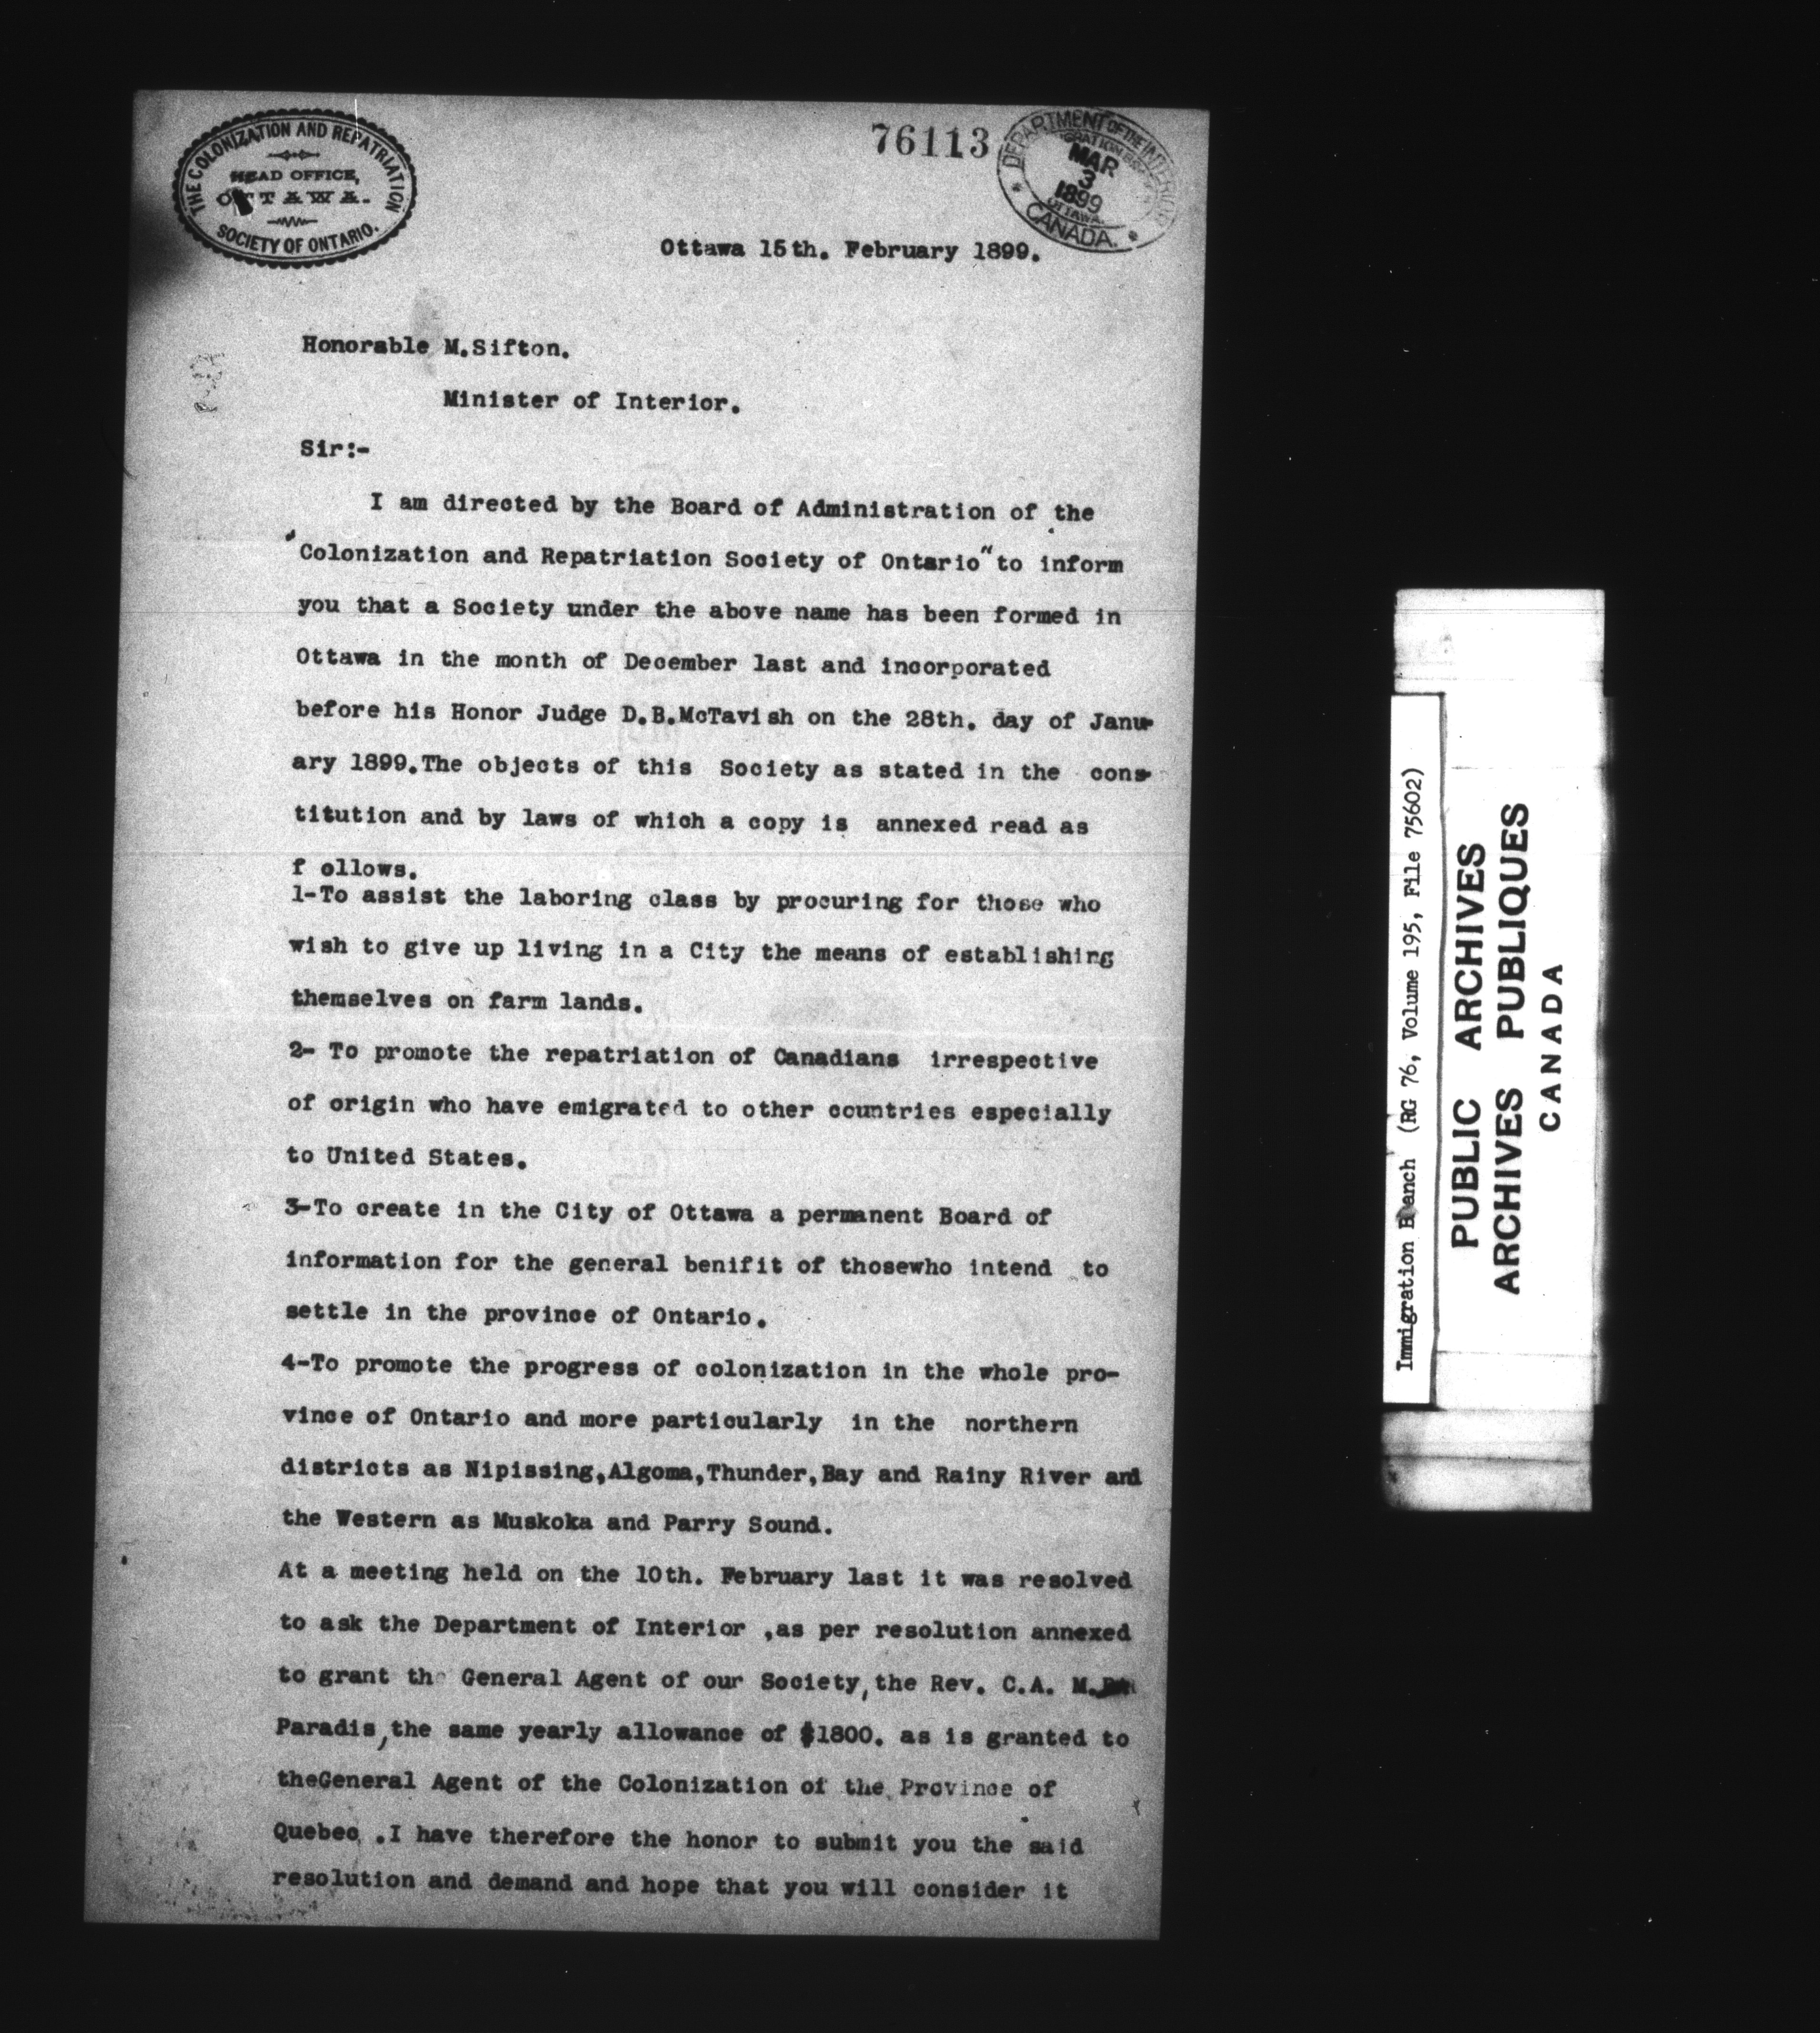 THE COLONIZATION AND REPATRIATION
HEAD OFFICE,
OTTAWA.
SOCIETY OF ONTARIO.
76113
DEPARTMENT OF THE INTERIOR
MAR
3
1899
OTTAWA.
CANADA.
Ottawa 15th. February 1899.
Honorable M.Sifton.
Minister of Interior.
Sir:-
I am directed by the Board of Administration of the
"Colonization and Repatriation Society of Ontario" to inform
you that a Society under the above name has been formed in
Ottawa in the month of December last and incorporated
before his Honor Judge D.B.McTavish on the 28th. day of Janu-
ary 1899.The objects of this Society as stated in the cons-
titution and by laws of which a copy is annexed read as
f ollows.
1-To assist the laboring class by procuring for those who
wish to give up living in a City the means of establishing
themselves on farm lands.
2- To promote the repatriation of Canadians irrespective
of origin who have emigrated to other countries especially
to United States.
3-To create in the City of Ottawa a permanent Board of
information for the general benifit of thosewho intend to
settle in the province of Ontario.
4-To promote the progress of colonization in the whole pro-
vince of Ontario and more particularly in the northern
districts as Nipissing,Algoma,Thunder,Bay and Rainy River and
the Western as Muskoka and Parry Sound.
At a meeting held on the 10th. February last it was resolved
to ask the Department of Interior ,as per resolution annexed
to grant the General Agent of our Society, the Rev. C.A. M.
Paradis, the same yearly allowance of $1800. as is granted to
theGeneral Agent of the Colonization of the Province of
Quebec .I have therefore the honor to submit you the said
resolution and demand and hope that you will consider it
Immigration Branch (RG 76, Volume 195, File 75602)
PUBLIC ARCHIVES
ARCHIVES PUBLIQUES
CANADA